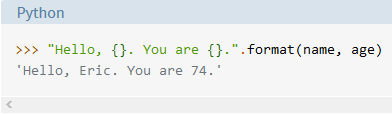 Python
>>> "Hello, {}. You are {}.".format(name, age)
'Hello, Eric. You are 74.'